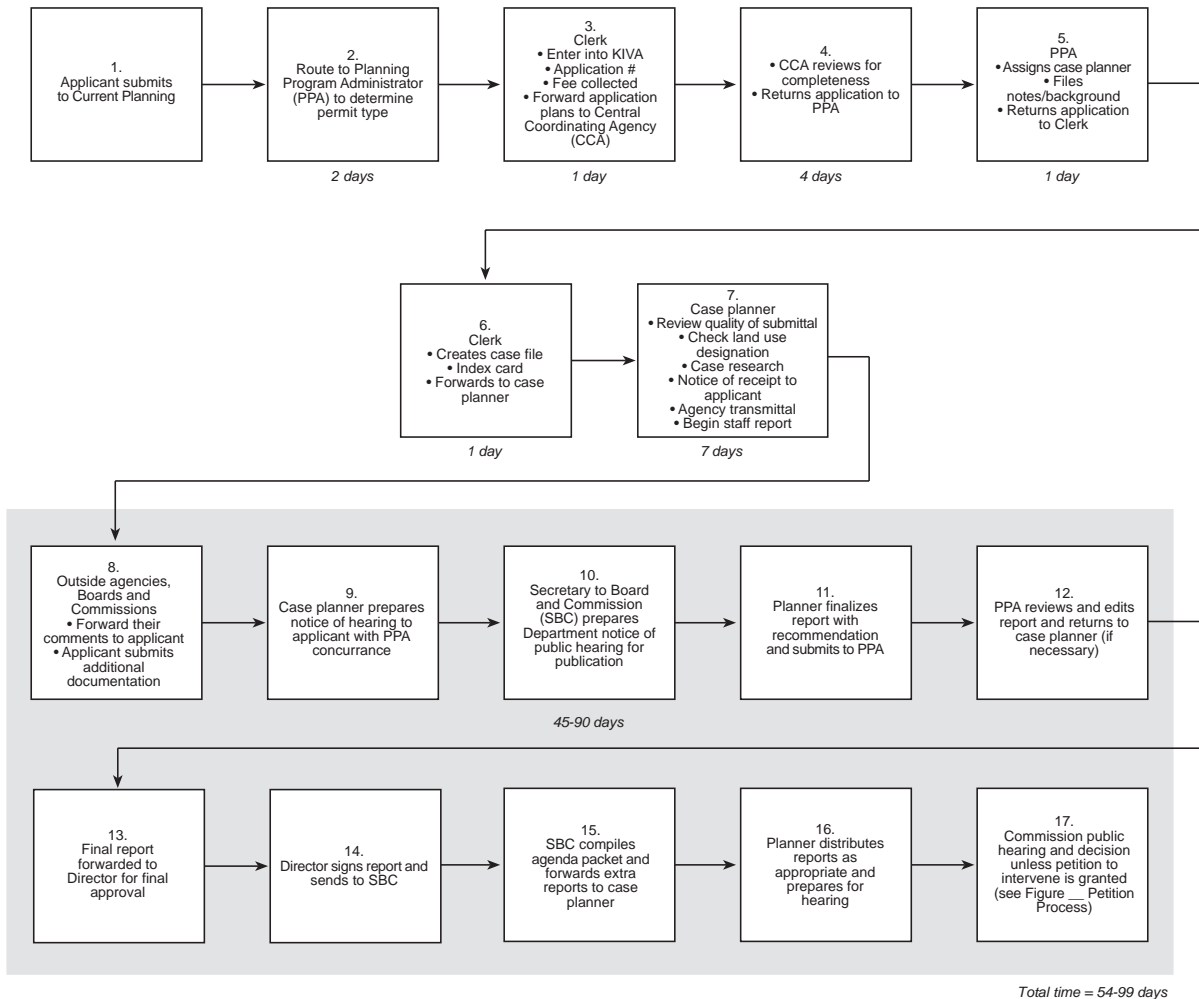 1.
Applicant submits
to Current Planning
2.
Route to Planning
Program Administrator
(PPA) to determine
permit type
2 days
3.
Clerk
• Enter into KIVA
• Application #
• Fee collected
• Forward application
plans to Central
Coordinating Agency
(CCA)
1 day
4.
• CCA reviews for
completeness
• Returns application to
PPA
4 days
5.
PPA
• Assigns case planner
• Files
notes/background
• Returns application
to Clerk
1 day
6.
Clerk
• Creates case file
• Index card
• Forwards to case
planner
1 day
7.
Case planner
• Review quality of submittal
• Check land use
designation
• Case research
• Notice of receipt to
applicant
• Agency transmittal
• Begin staff report
7 days
8.
Outside agencies,
Boards and
Commissions
• Forward their
comments to applicant
• Applicant submits
additional
documentation
9.
Case planner prepares
notice of hearing to
applicant with PPA
concurrance
10.
Secretary to Board
and Commission
(SBC) prepares
Department notice of
public hearing for
publication
11.
Planner finalizes
report with
recommendation
and submits to PPA
12.
PPA reviews and edits
report and returns to
case planner (if
necessary)
45-90 days
13.
Final report
forwarded to
Director for final
approval
14.
Director signs report and
sends to SBC
15.
SBC compiles
agenda packet and
forwards extra
reports to case
planner
16.
Planner distributes
reports as
appropriate and
prepares for
hearing
17.
Commission public
hearing and decision
unless petition to
intervene is granted
(see Figure __ Petition
Process)
Total time = 54-99 days